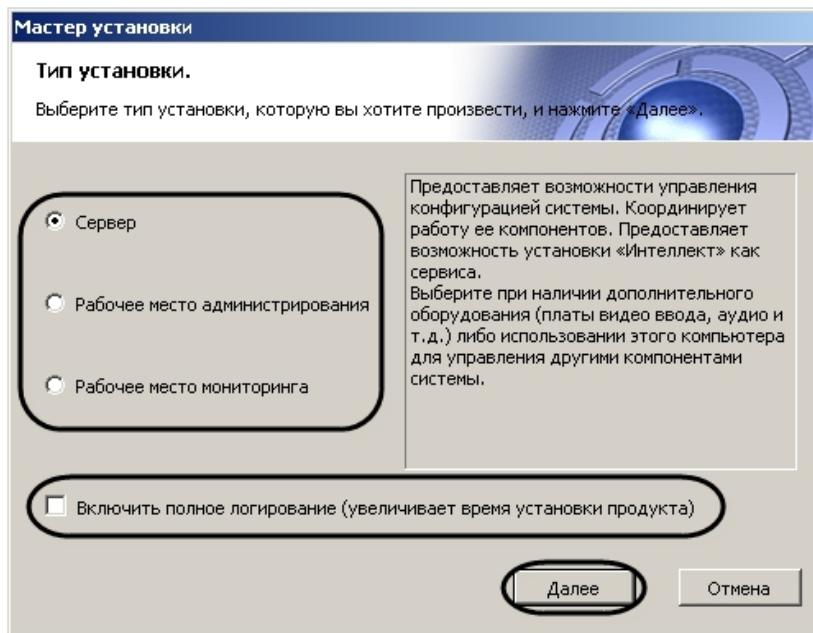 Мастер установки
Тип установки.
Выберите тип установки, которую вы хотите произвести, и нажмите «Далее».
Сервер
Рабочее место администрирования
Рабочее место мониторинга
Предоставляет возможности управления
конфигурацией системы. Координирует
работу ее компонентов. Предоставляет
возможность установки «Интеллект» как
сервиса.
Выберите при наличии дополнительного
оборудования (платы видео ввода, аудио и
т.д.) либо использовании этого компьютера
для управления другими компонентами
системы.
Включить полное логирование (увеличивает время установки продукта)
Далее
Отмена